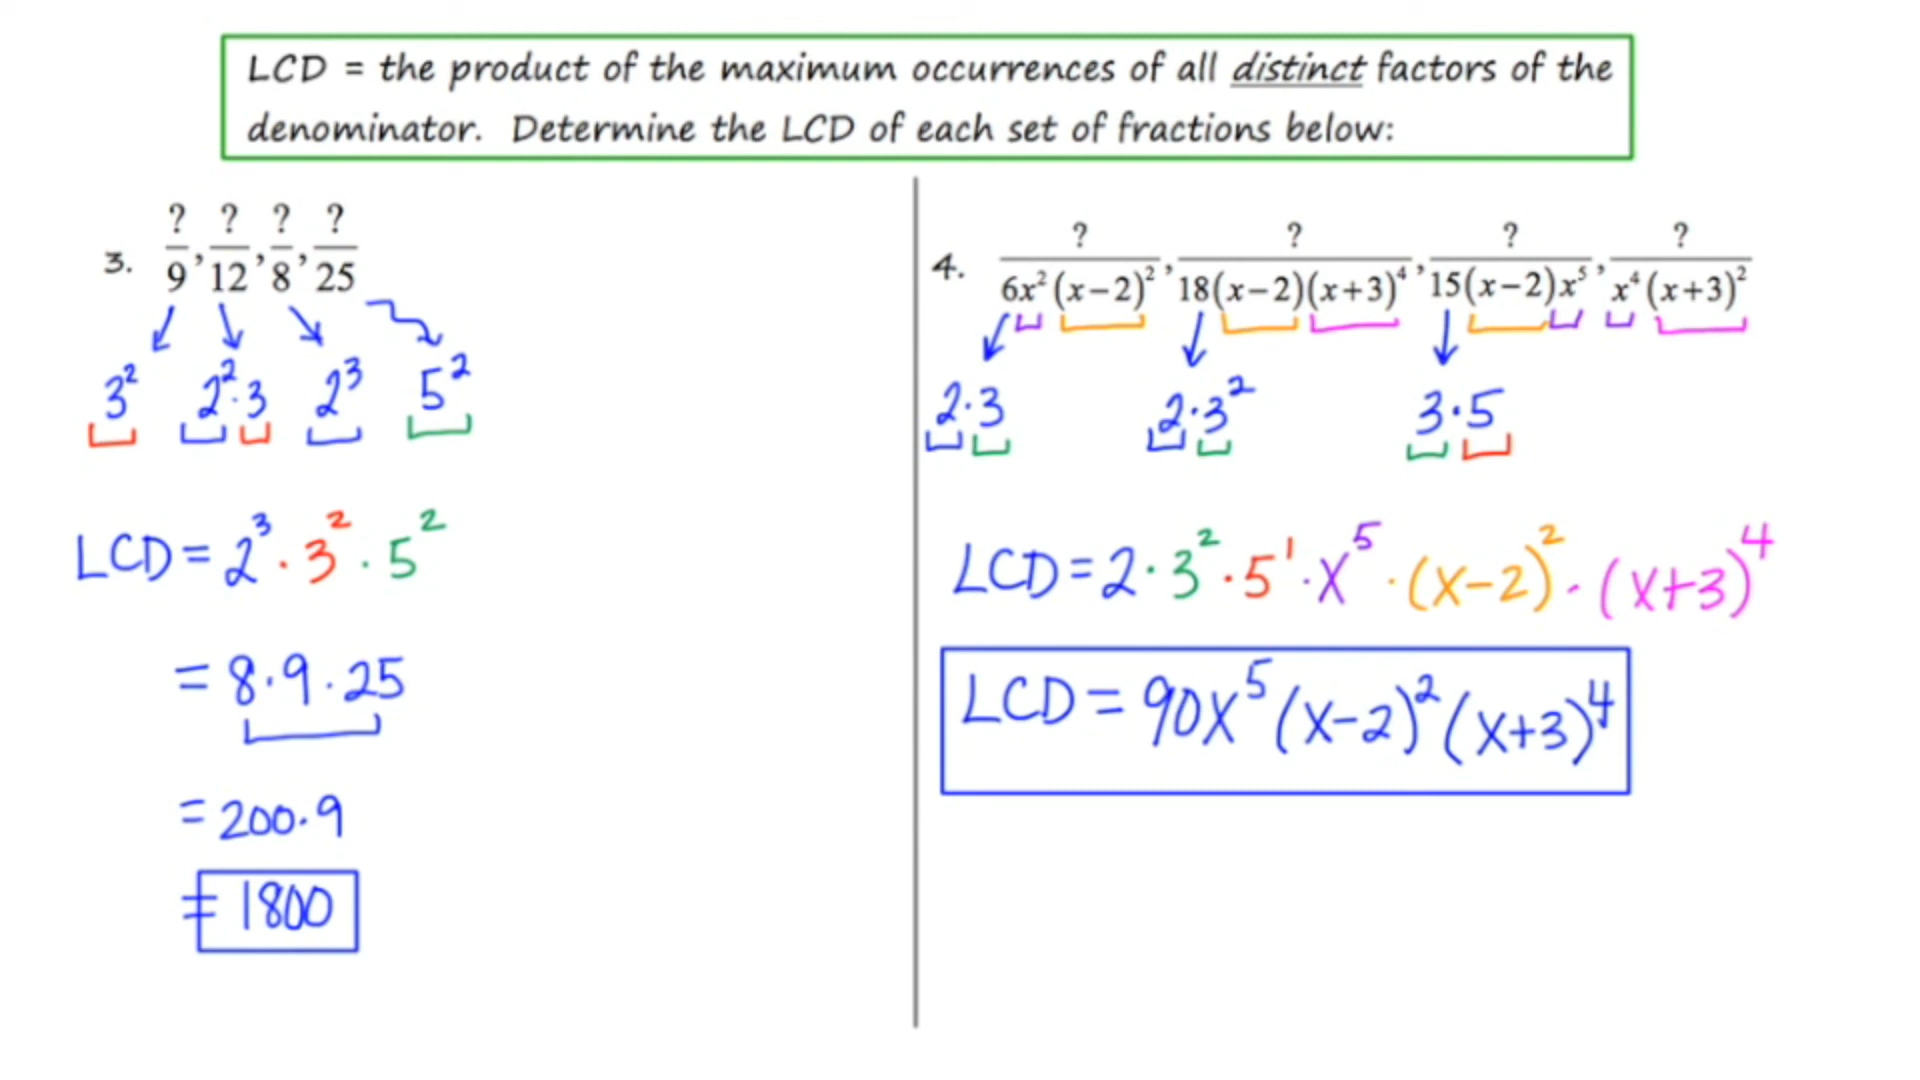 LCD = the product of the maximum occurrences of all distinct factors of the
denominator. Determine the LCD of each set of fractions below:
3. ?/9, ?/12, ?/8, ?/25
3² 2²·3 2³ 5²
LCD = 2³ · 3² · 5²
= 8·9·25
= 200·9
= 1800
4. ?/6x²(x−2)², ?/18(x−2)(x+3)⁴, ?/15(x−2)x⁵, ?/x⁴(x+3)²
2·3 2·3² 3·5
LCD = 2·3²·5¹·x⁵·(x−2)²·(x+3)⁴
LCD = 90x⁵(x−2)²(x+3)⁴